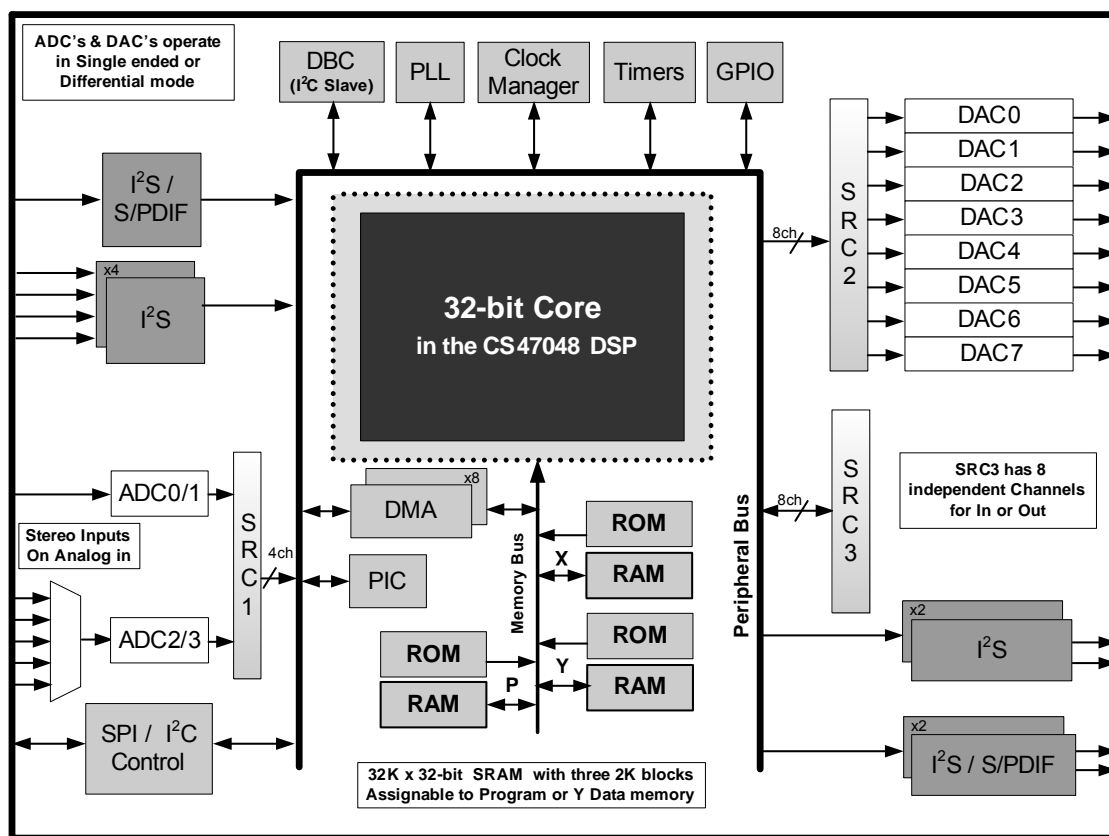 ADC's & DAC's operate
in Single ended or
Differential mode
DBC
(I²C Slave)
PLL
Clock
Manager
Timers
GPIO
I²S /
S/PDIF
x4
I²S
32-bit Core
in the CS47048 DSP
8ch
SRC2
DAC0
DAC1
DAC2
DAC3
DAC4
DAC5
DAC6
DAC7
ADC0/1
Stereo Inputs
On Analog in
ADC2/3
SRC1
4ch
x8
DMA
PIC
Memory Bus
ROM
X
RAM
ROM
Y
RAM
ROM
P
RAM
Peripheral Bus
8ch
SRC3
SRC3 has 8
independent Channels
for In or Out
x2
I²S
x2
I²S / S/PDIF
SPI / I²C
Control
32K x 32-bit SRAM with three 2K blocks
Assignable to Program or Y Data memory